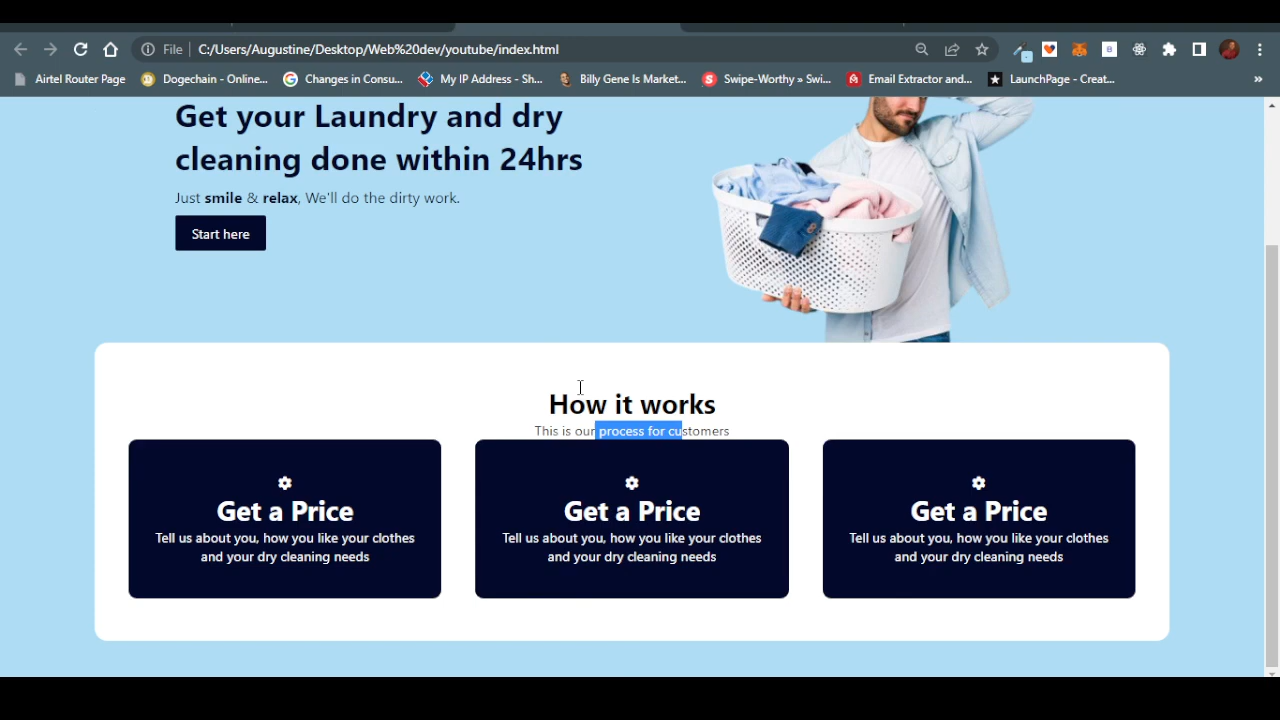 File C:/Users/Augustine/Desktop/Web%20dev/youtube/index.html
Airtel Router Page Dogechain - Online... Changes in Consu... My IP Address - Sh... Billy Gene Is Market... Swipe-Worthy » Swi... Email Extractor and... LaunchPage - Creat... »
Get your Laundry and dry
cleaning done within 24hrs
Just smile & relax, We'll do the dirty work.
Start here
How it works
This is our process for customers
Get a Price
Tell us about you, how you like your clothes
and your dry cleaning needs
Get a Price
Tell us about you, how you like your clothes
and your dry cleaning needs
Get a Price
Tell us about you, how you like your clothes
and your dry cleaning needs